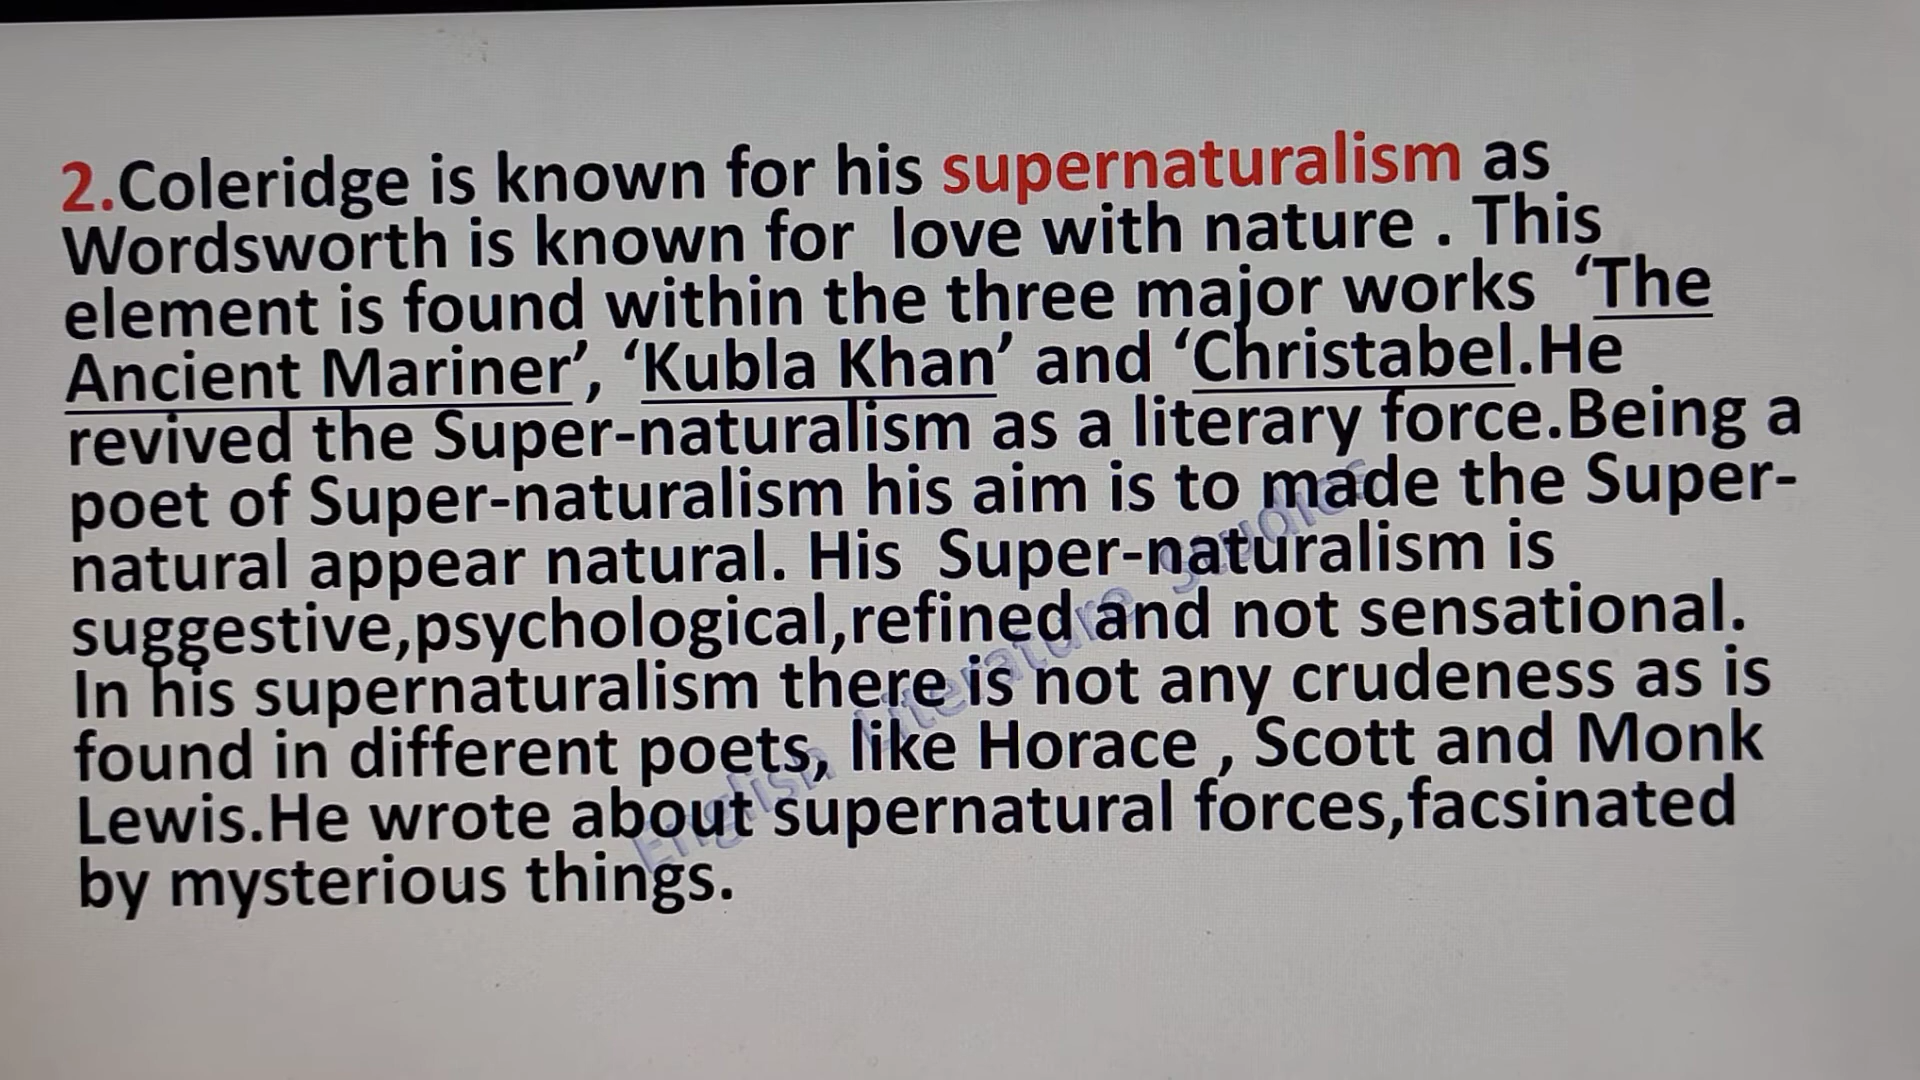 2.Coleridge is known for his supernaturalism as
Wordsworth is known for love with nature . This
element is found within the three major works ‘The
Ancient Mariner’, ‘Kubla Khan’ and ‘Christabel.He
revived the Super-naturalism as a literary force.Being a
poet of Super-naturalism his aim is to made the Super-
natural appear natural. His Super-naturalism is
suggestive,psychological,refined and not sensational.
In his supernaturalism there is not any crudeness as is
found in different poets, like Horace , Scott and Monk
Lewis.He wrote about supernatural forces,facsinated
by mysterious things.
English Literature Studies